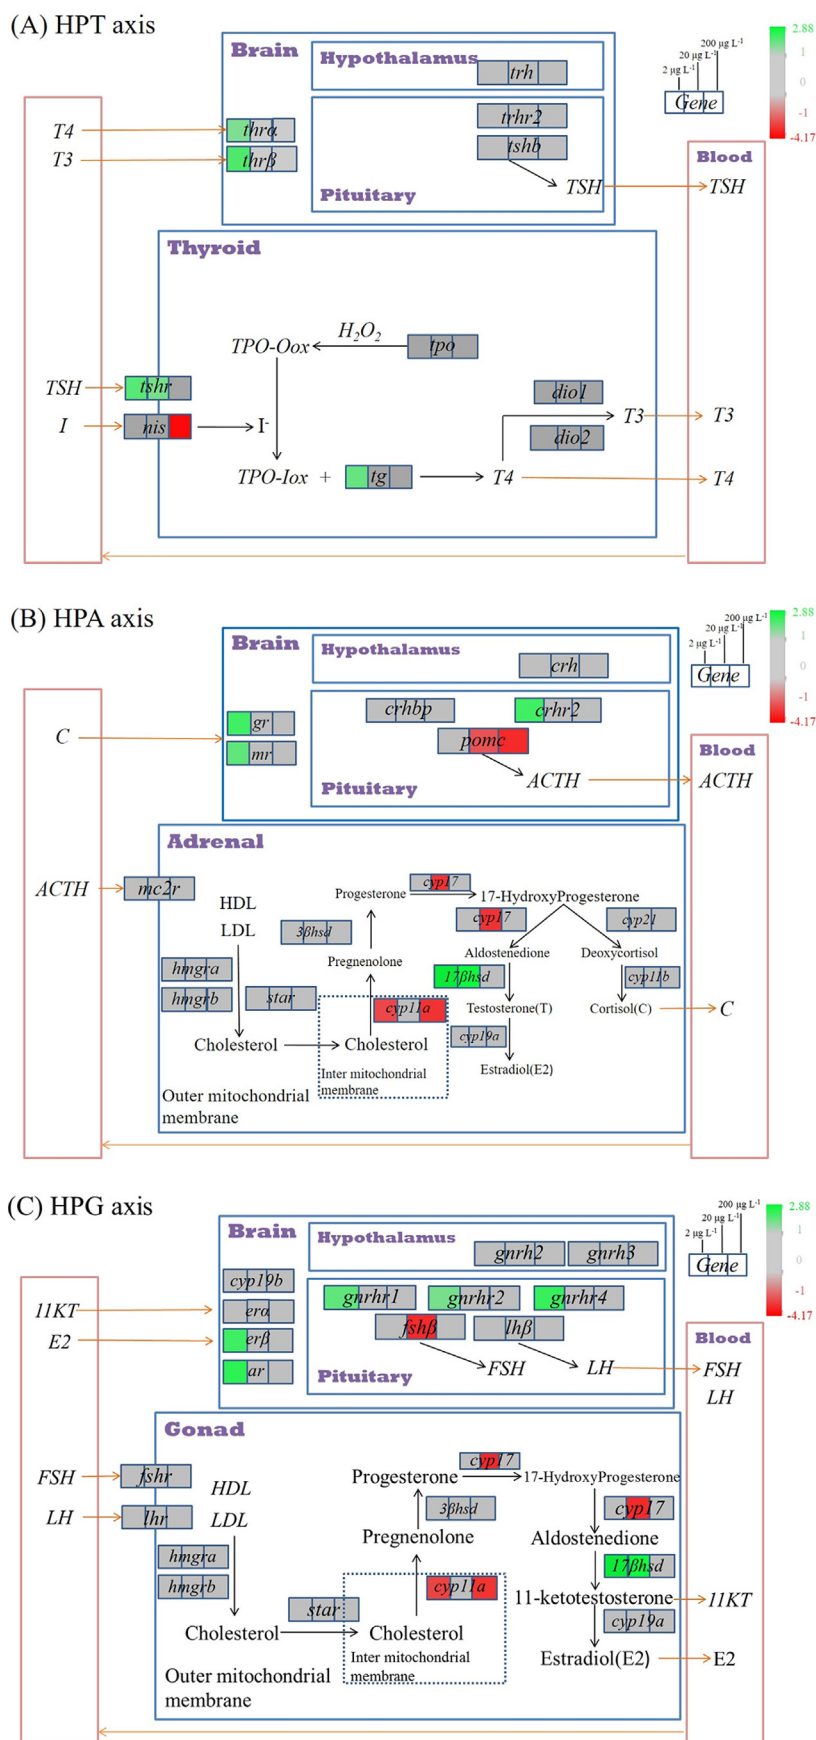 (A) HPT axis
Brain
Hypothalamus
trh
2 µg L-1
20 µg L-1
200 µg L-1
Gene
2.88
1
0
-1
-4.17
T4
T3
thrα
thrβ
trhr2
tshb
TSH
Pituitary
Blood
TSH
Thyroid
TPO-Oox
H2O2
tpo
TSH
tshr
I
nis
I-
dio1
dio2
T3
T3
TPO-Iox +
tg
T4
T4
(B) HPA axis
Brain
Hypothalamus
crh
2 µg L-1
20 µg L-1
200 µg L-1
Gene
2.88
1
0
-1
-4.17
C
gr
mr
crhbp
crhr2
pomc
ACTH
Pituitary
Blood
ACTH
Adrenal
ACTH
mc2r
HDL
LDL
Progesterone
cyp17
17-HydroxyProgesterone
3βhsd
cyp17
cyp21
Pregnenolone
Aldostenedione
Deoxycortisol
hmgra
hmgrb
star
cyp11a
17βhsd
cyp11b
Testosterone(T)
Cortisol(C)
C
cyp19a
Cholesterol
Cholesterol
Estradiol(E2)
Inter mitochondrial
membrane
Outer mitochondrial
membrane
(C) HPG axis
Brain
Hypothalamus
gnrh2
gnrh3
2 µg L-1
20 µg L-1
200 µg L-1
Gene
2.88
1
0
-1
-4.17
11KT
E2
cyp19b
erα
erβ
ar
gnrhr1
gnrhr2
gnrhr4
fshβ
lhβ
FSH
LH
Pituitary
Blood
FSH
LH
Gonad
FSH
LH
fshr
lhr
HDL
LDL
Progesterone
cyp17
17-HydroxyProgesterone
3βhsd
cyp17
Pregnenolone
Aldostenedione
hmgra
hmgrb
cyp11a
17βhsd
11-ketotestosterone
11KT
star
cyp19a
Cholesterol
Cholesterol
Estradiol(E2)
E2
Inter mitochondrial
membrane
Outer mitochondrial
membrane